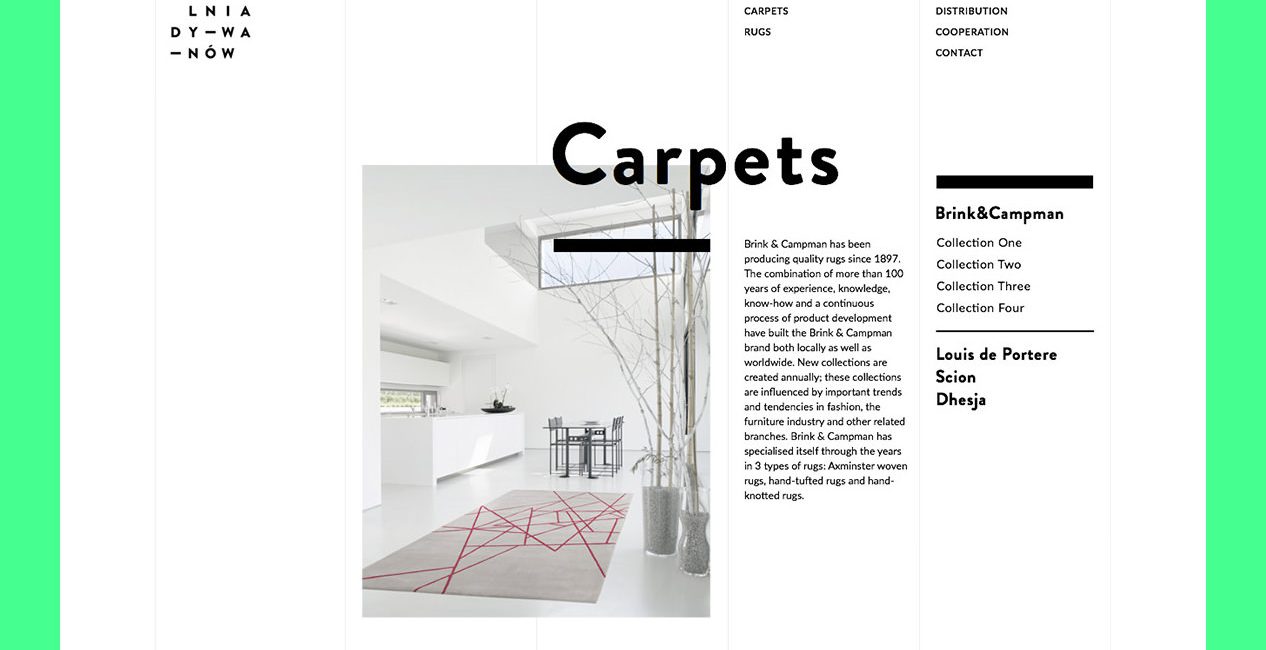 LNIA
DY—WA
—NÓW
CARPETS
RUGS
DISTRIBUTION
COOPERATION
CONTACT
Carpets
Brink & Campman has been
producing quality rugs since 1897.
The combination of more than 100
years of experience, knowledge,
know-how and a continuous
process of product development
have built the Brink & Campman
brand both locally as well as
worldwide. New collections are
created annually; these collections
are influenced by important trends
and tendencies in fashion, the
furniture industry and other related
branches. Brink & Campman has
specialised itself through the years
in 3 types of rugs: Axminster woven
rugs, hand-tufted rugs and hand-
knotted rugs.
Brink&Campman
Collection One
Collection Two
Collection Three
Collection Four
Louis de Portere
Scion
Dhesja